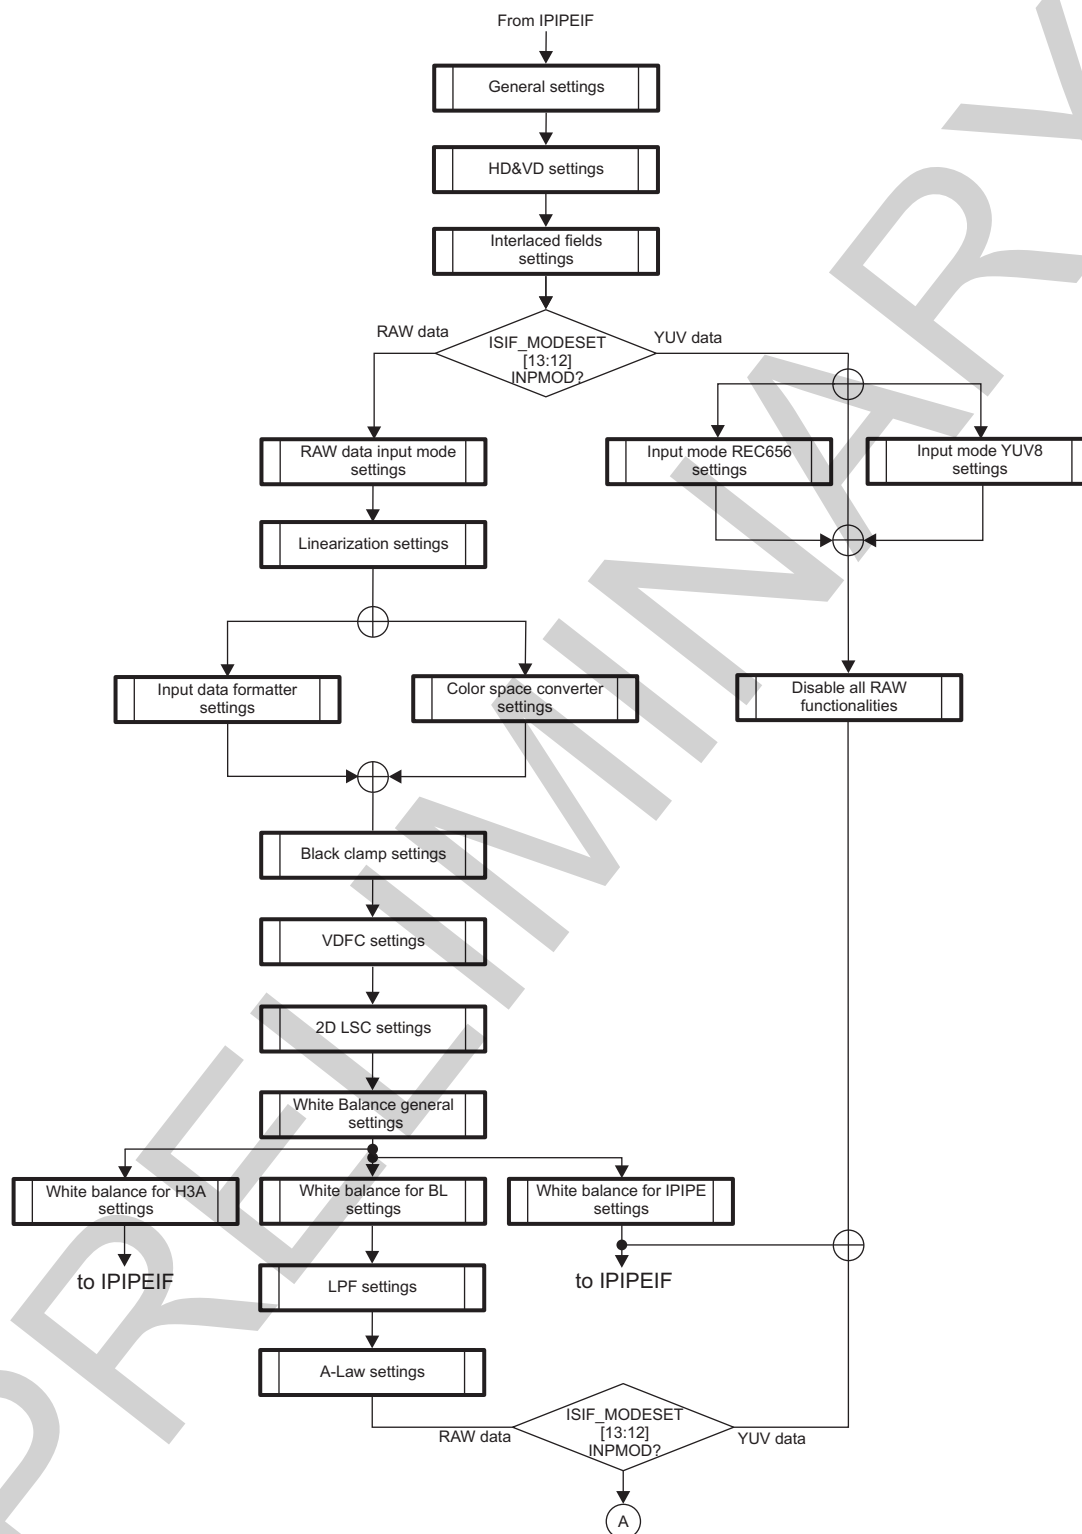 From IPIPEIF
General settings
HD&VD settings
Interlaced fields
settings
RAW data
ISIF_MODESET
[13:12]
INPMOD?
YUV data
RAW data input mode
settings
Input mode REC656
settings
Input mode YUV8
settings
Linearization settings
Input data formatter
settings
Color space converter
settings
Disable all RAW
functionalities
Black clamp settings
VDFC settings
2D LSC settings
White Balance general
settings
White balance for H3A
settings
White balance for BL
settings
White balance for IPIPE
settings
to IPIPEIF
LPF settings
to IPIPEIF
A-Law settings
RAW data
ISIF_MODESET
[13:12]
INPMOD?
YUV data
A
PRELIMINARY